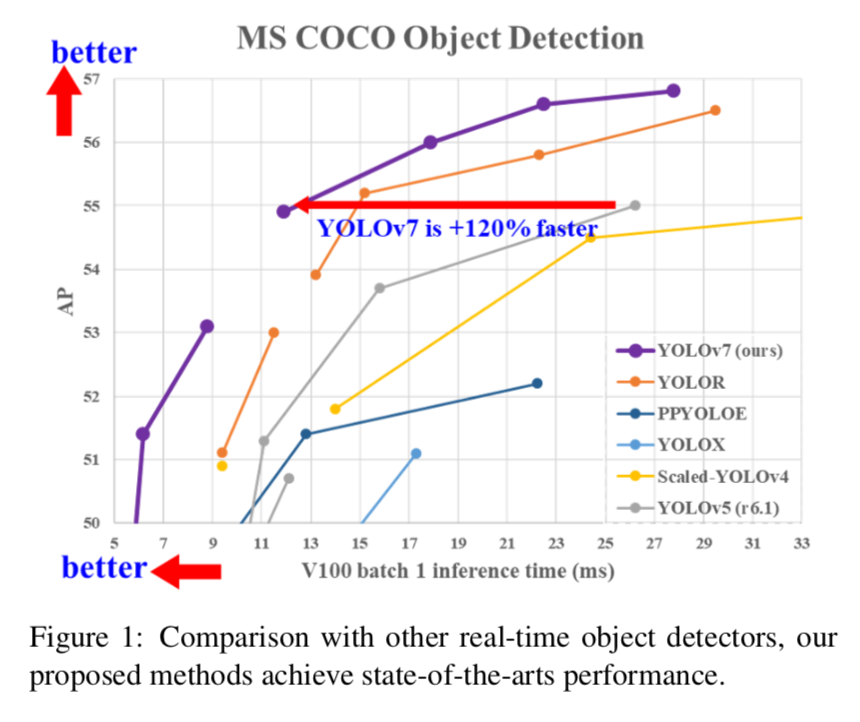 MS COCO Object Detection
better
57
56
55
54
53
52
51
50
AP
YOLOv7 is +120% faster
YOLOv7 (ours)
YOLOR
PPYOLOE
YOLOX
Scaled-YOLOv4
YOLOv5 (r6.1)
5 7 9 11 13 15 17 19 21 23 25 27 29 31 33
better
V100 batch 1 inference time (ms)
Figure 1: Comparison with other real-time object detectors, our
proposed methods achieve state-of-the-arts performance.